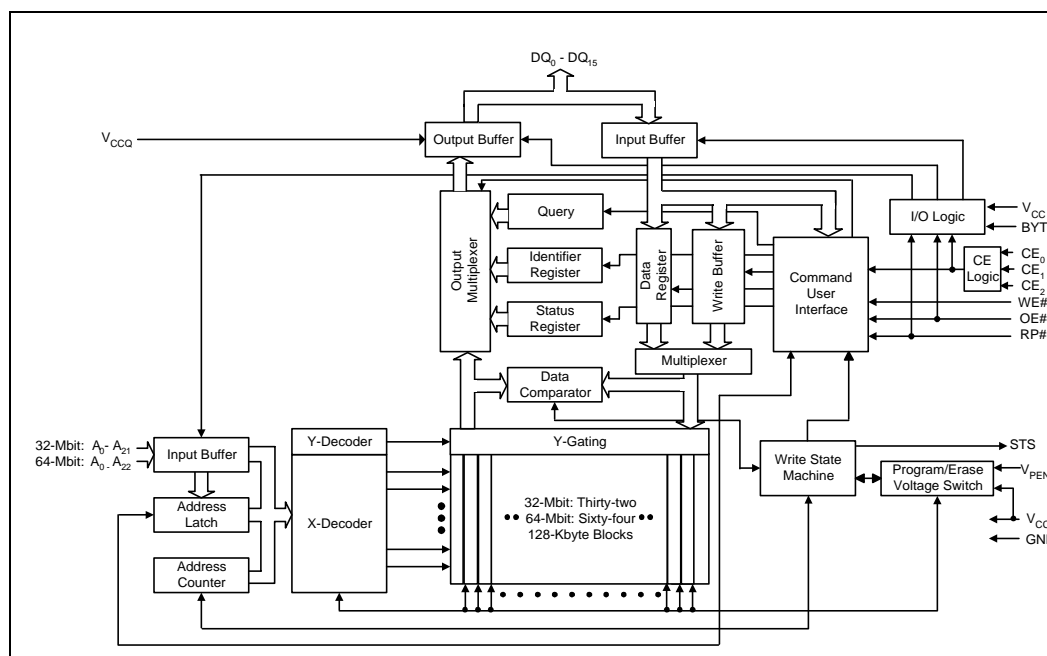 DQ0 - DQ15
VCCQ
Output Buffer
Input Buffer
Output
Multiplexer
Query
Identifier
Register
Status
Register
Data
Register
Write Buffer
Command
User
Interface
I/O Logic
VCC
BYT
CE
Logic
CE0
CE1
CE2
WE#
OE#
RP#
Multiplexer
Data
Comparator
32-Mbit: A0- A21
64-Mbit: A0 - A22
Input Buffer
Y-Decoder
Y-Gating
Write State
Machine
STS
Program/Erase
Voltage Switch
VPEN
Address
Latch
X-Decoder
32-Mbit: Thirty-two
64-Mbit: Sixty-four
128-Kbyte Blocks
Address
Counter